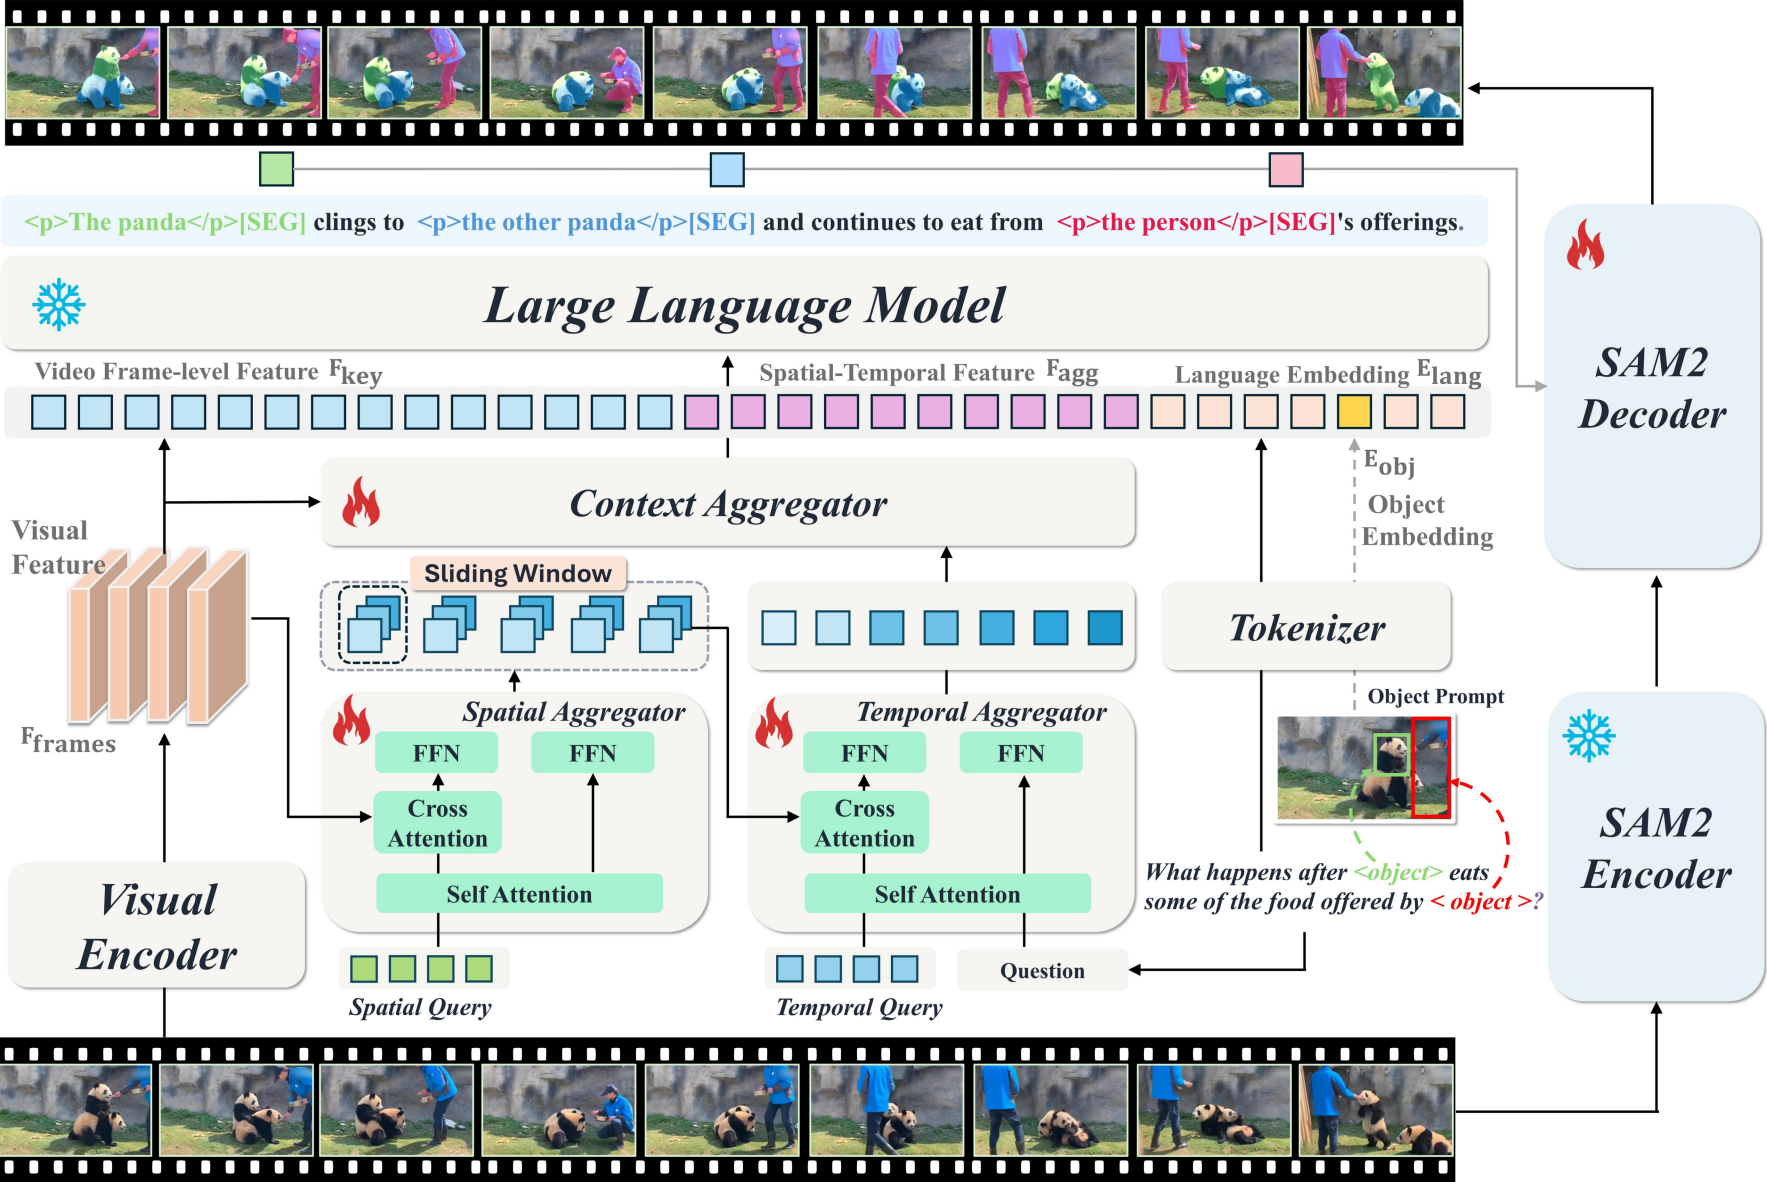 <p>The panda</p>[SEG] clings to <p>the other panda</p>[SEG] and continues to eat from <p>the person</p>[SEG]'s offerings.
Large Language Model
Video Frame-level Feature Fkey
Spatial-Temporal Feature Fagg
Language Embedding Elang
Eobj
Object
Embedding
Context Aggregator
Visual
Feature
Sliding Window
Tokenizer
SAM2
Decoder
Fframes
Spatial Aggregator
FFN
FFN
Cross
Attention
Self Attention
Spatial Query
Temporal Aggregator
FFN
FFN
Cross
Attention
Self Attention
Temporal Query
Question
Object Prompt
What happens after <object> eats
some of the food offered by < object >?
Visual
Encoder
SAM2
Encoder